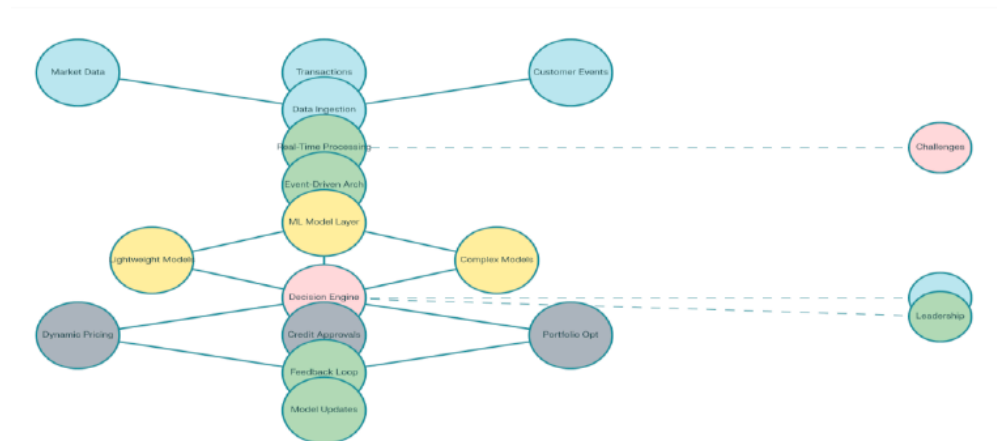 Market Data
Transactions
Customer Events
Data Ingestion
Real-Time Processing
Challenges
Event-Driven Arch
ML Model Layer
Lightweight Models
Complex Models
Decision Engine
Leadership
Dynamic Pricing
Credit Approvals
Portfolio Opt
Feedback Loop
Model Updates